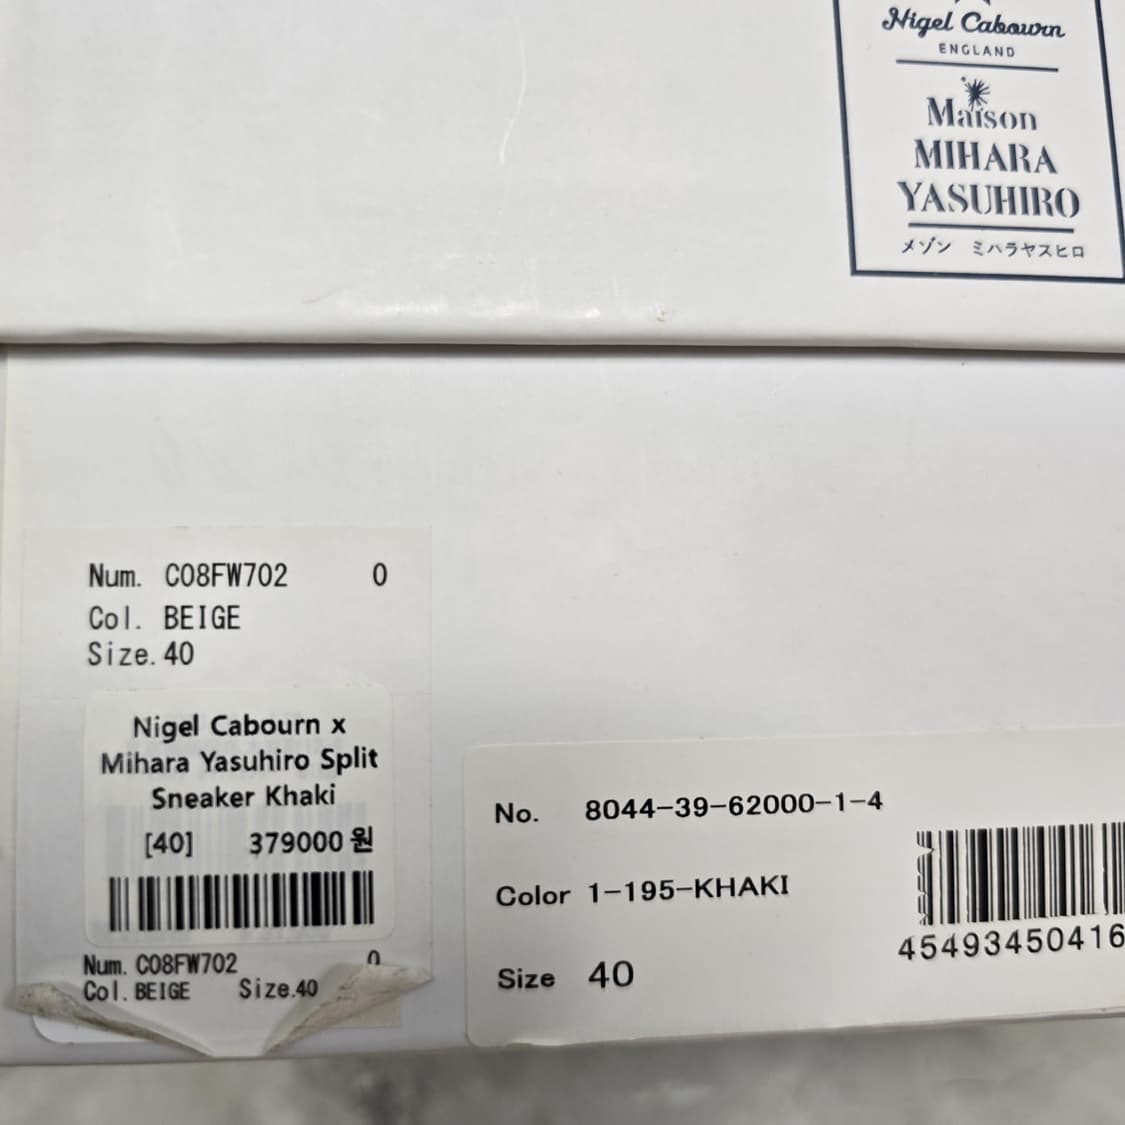 Nigel Cabourn
ENGLAND
Maison
MIHARA
YASUHIRO
メゾン ミハラヤスヒロ
Num. C08FW702 0
Col. BEIGE
Size. 40
Nigel Cabourn x
Mihara Yasuhiro Split
Sneaker Khaki
[40] 379000 원
Num. C08FW702 0
Col. BEIGE Size.40
No. 8044-39-62000-1-4
Color 1-195-KHAKI
Size 40
45493450416